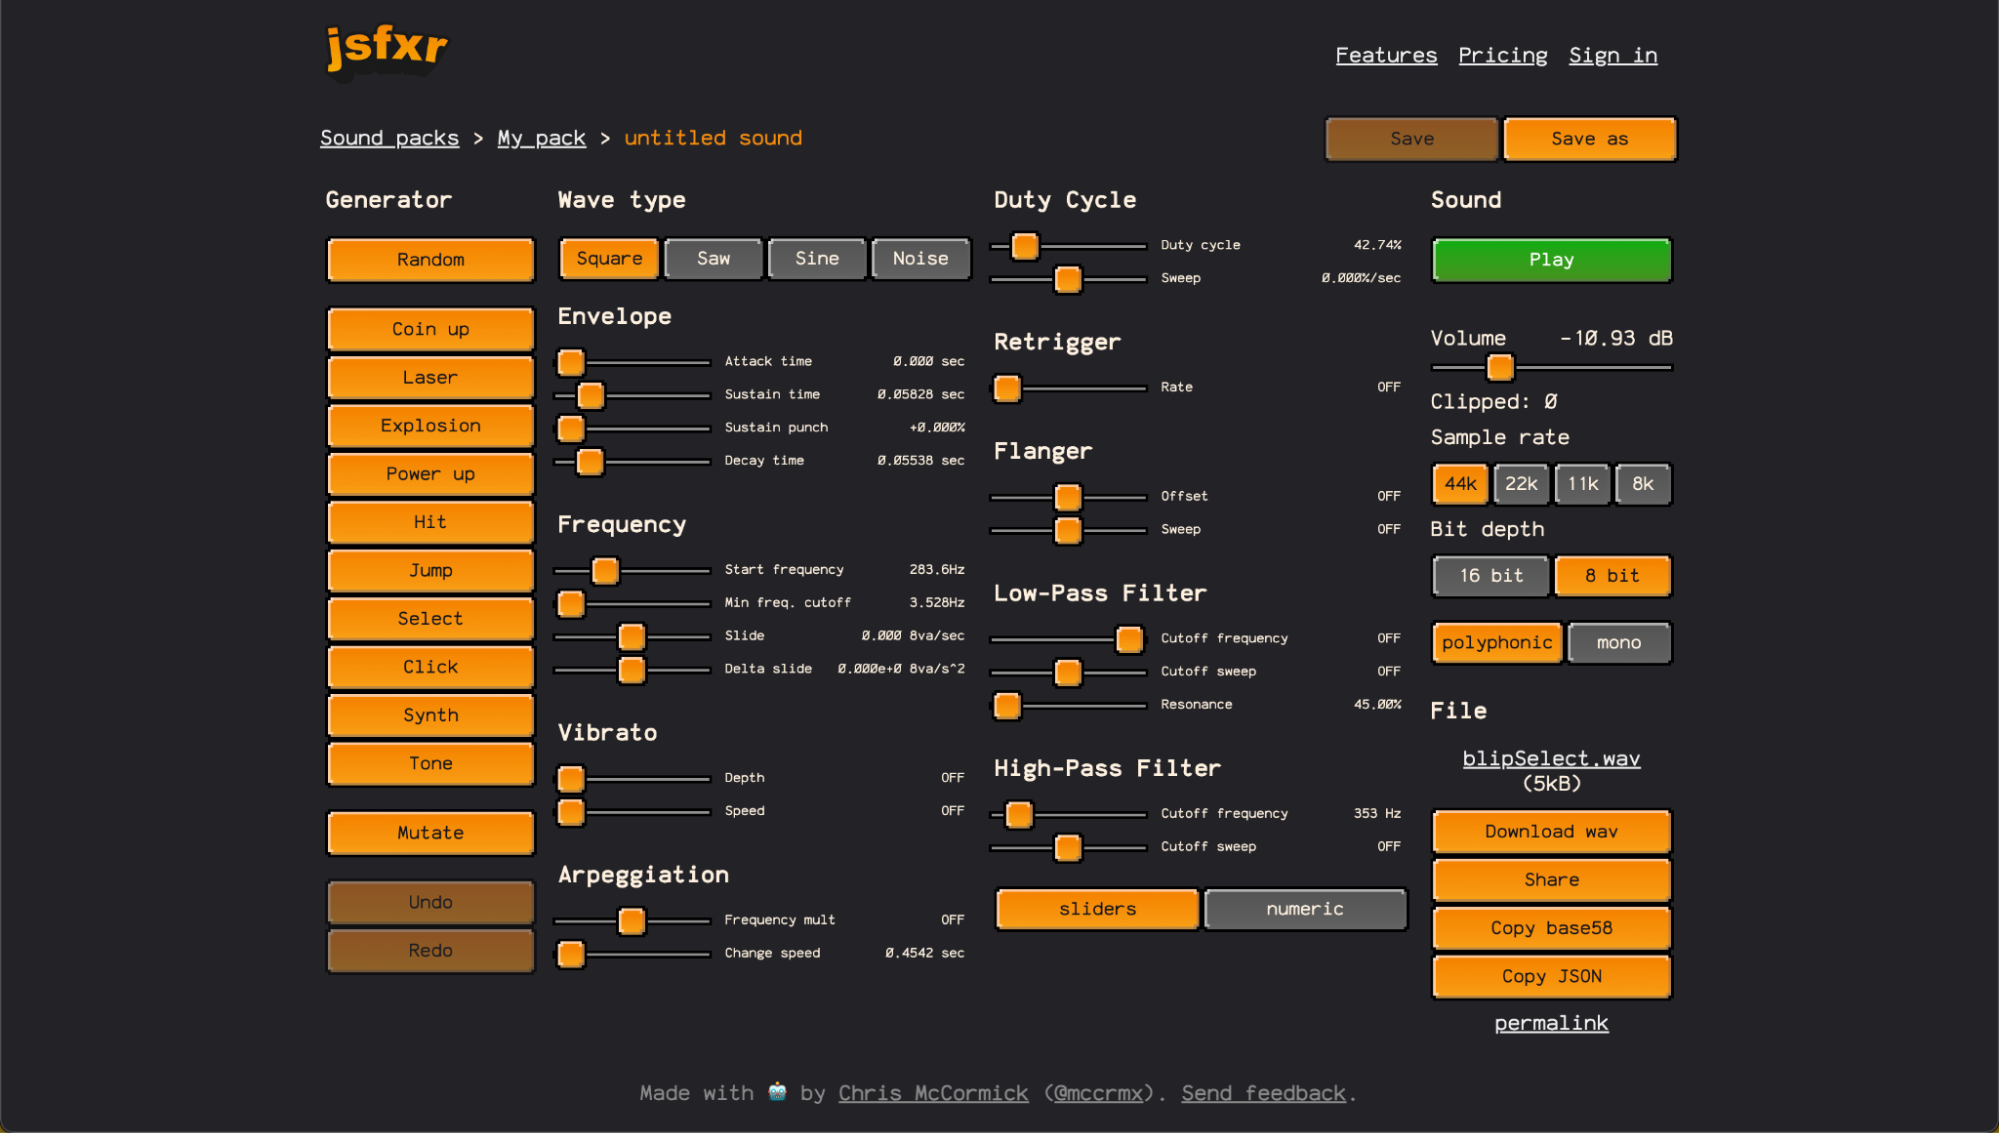 jsfxr
Features Pricing Sign in
Sound packs > My pack > untitled sound
Save Save as
Generator
Random
Coin up
Laser
Explosion
Power up
Hit
Jump
Select
Click
Synth
Tone
Mutate
Undo
Redo
Wave type
Square Saw Sine Noise
Envelope
Attack time 0.000 sec
Sustain time 0.05828 sec
Sustain punch +0.000%
Decay time 0.05538 sec
Frequency
Start frequency 283.6Hz
Min freq. cutoff 3.528Hz
Slide 0.000 8va/sec
Delta slide 0.000e+0 8va/s^2
Vibrato
Depth OFF
Speed OFF
Arpeggiation
Frequency mult OFF
Change speed 0.4542 sec
Duty Cycle
Duty cycle 42.74%
Sweep 0.000%/sec
Retrigger
Rate OFF
Flanger
Offset OFF
Sweep OFF
Low-Pass Filter
Cutoff frequency OFF
Cutoff sweep OFF
Resonance 45.00%
High-Pass Filter
Cutoff frequency 353 Hz
Cutoff sweep OFF
sliders numeric
Sound
Play
Volume -10.93 dB
Clipped: 0
Sample rate
44k 22k 11k 8k
Bit depth
16 bit 8 bit
polyphonic mono
File
blipSelect.wav
(5kB)
Download wav
Share
Copy base58
Copy JSON
permalink
Made with 🤖 by Chris McCormick (@mccrmx). Send feedback.